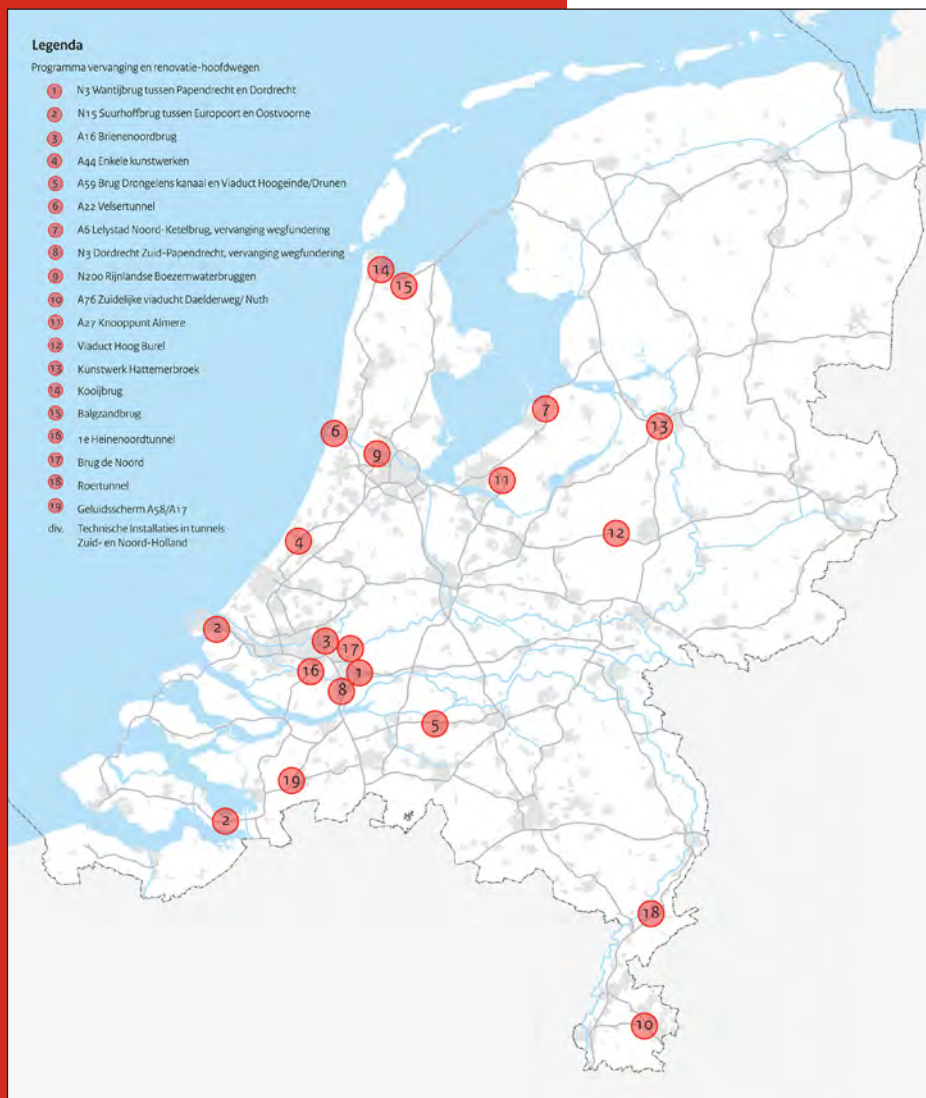 Legenda
Programma vervanging en renovatie-hoofdwegen
1 N3 Wantijbrug tussen Papendrecht en Dordrecht
2 N15 Suurhoffbrug tussen Europoort en Oostvoorne
3 A16 Brienenoordbrug
4 A44 Enkele kunstwerken
5 A59 Brug Drongelens kanaal en Viaduct Hoogeinde/Drunen
6 A22 Velsertunnel
7 A6 Lelystad Noord-Ketelbrug, vervanging wegfundering
8 N3 Dordrecht Zuid-Papendrecht, vervanging wegfundering
9 N200 Rijnlandse Boezemwaterbruggen
10 A76 Zuidelijke viaducht Daelderweg/ Nuth
11 A27 Knooppunt Almere
12 Viaduct Hoog Burel
13 Kunstwerk Hattemerbroek
14 Kooijbrug
15 Balgzandbrug
16 1e Heinenoordtunnel
17 Brug de Noord
18 Roertunnel
19 Geluidsscherm A58/A17
div. Technische Installaties in tunnels
Zuid- en Noord-Holland
14
15
7
13
6
9
11
12
4
2
3
17
16
1
8
5
19
2
18
10